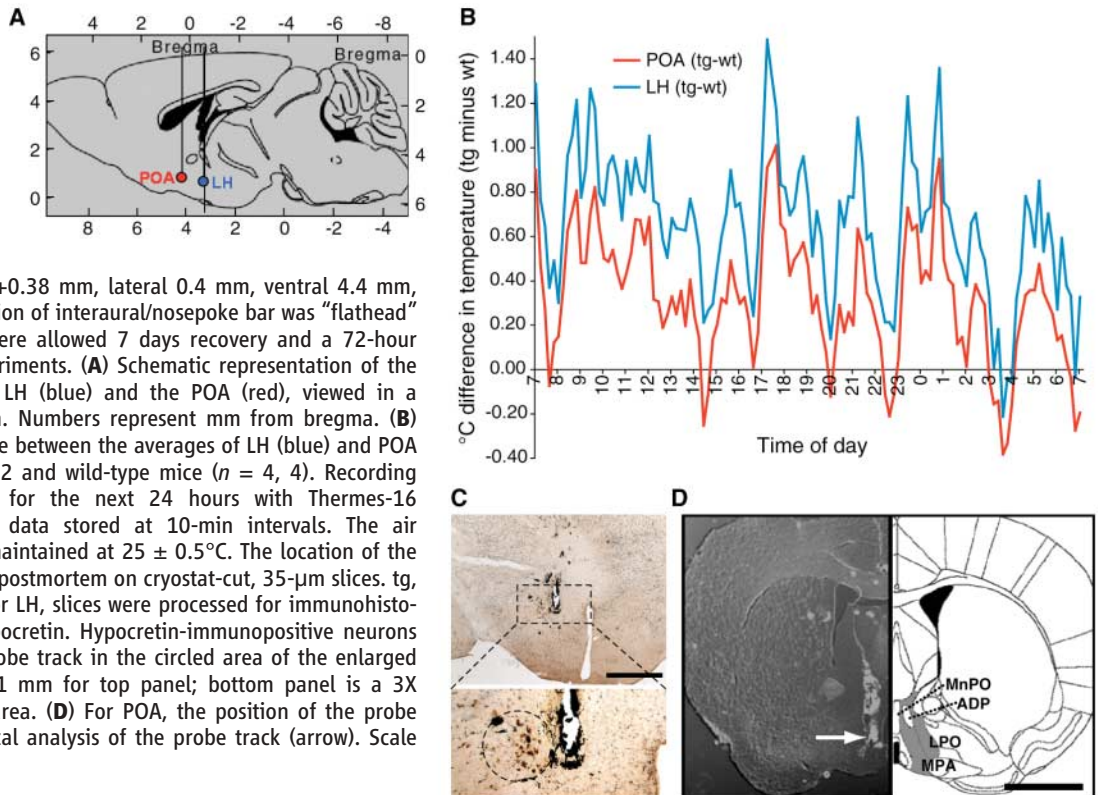 A
4 2 0 -2 -4 -6 -8
Bregma
Bregma
6
4
2
0
0
2
4
6
POA
LH
8 6 4 2 0 -2 -4
B
°C difference in temperature (tg minus wt)
1.40
1.20
1.00
0.80
0.60
0.40
0.20
0.00
-0.20
-0.40
POA (tg-wt)
LH (tg-wt)
7 8 9 10 11 12 13 14 15 16 17 18 19 20 21 22 23 0 1 2 3 4 5 6 7
Time of day
+0.38 mm, lateral 0.4 mm, ventral 4.4 mm,
ion of interaural/nosepoke bar was “flathead”
ere allowed 7 days recovery and a 72-hour
riments. (A) Schematic representation of the
LH (blue) and the POA (red), viewed in a
. Numbers represent mm from bregma. (B)
e between the averages of LH (blue) and POA
2 and wild-type mice (n = 4, 4). Recording
for the next 24 hours with Thermes-16
data stored at 10-min intervals. The air
naintained at 25 ± 0.5°C. The location of the
postmortem on cryostat-cut, 35-μm slices. tg,
r LH, slices were processed for immunohisto-
ocretin. Hypocretin-immunopositive neurons
obe track in the circled area of the enlarged
1 mm for top panel; bottom panel is a 3X
rea. (D) For POA, the position of the probe
cal analysis of the probe track (arrow). Scale
C
D
MnPO
ADP
LPO
MPA